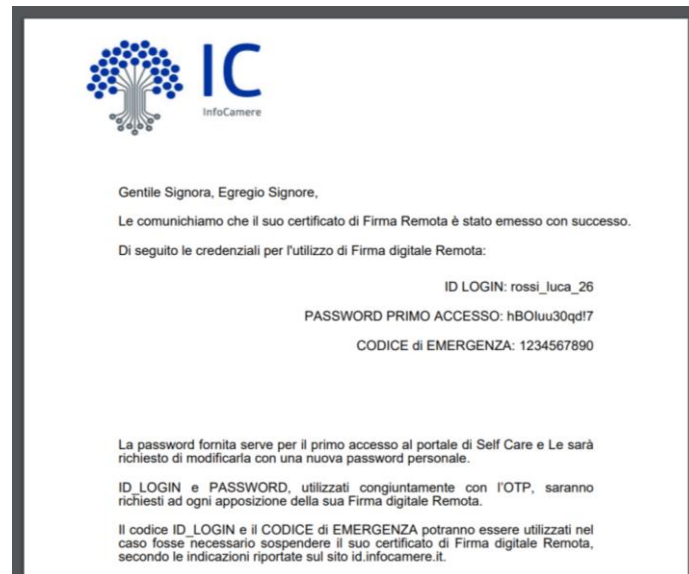 IC
InfoCamere
Gentile Signora, Egregio Signore,
Le comunichiamo che il suo certificato di Firma Remota è stato emesso con successo.
Di seguito le credenziali per l'utilizzo di Firma digitale Remota:
ID LOGIN: rossi_luca_26
PASSWORD PRIMO ACCESSO: hBOIuu30qd!7
CODICE di EMERGENZA: 1234567890
La password fornita serve per il primo accesso al portale di Self Care e Le sarà
richiesto di modificarla con una nuova password personale.
ID_LOGIN e PASSWORD, utilizzati congiuntamente con l'OTP, saranno
richiesti ad ogni apposizione della sua Firma digitale Remota.
Il codice ID_LOGIN e il CODICE di EMERGENZA potranno essere utilizzati nel
caso fosse necessario sospendere il suo certificato di Firma digitale Remota,
secondo le indicazioni riportate sul sito id.infocamere.it.